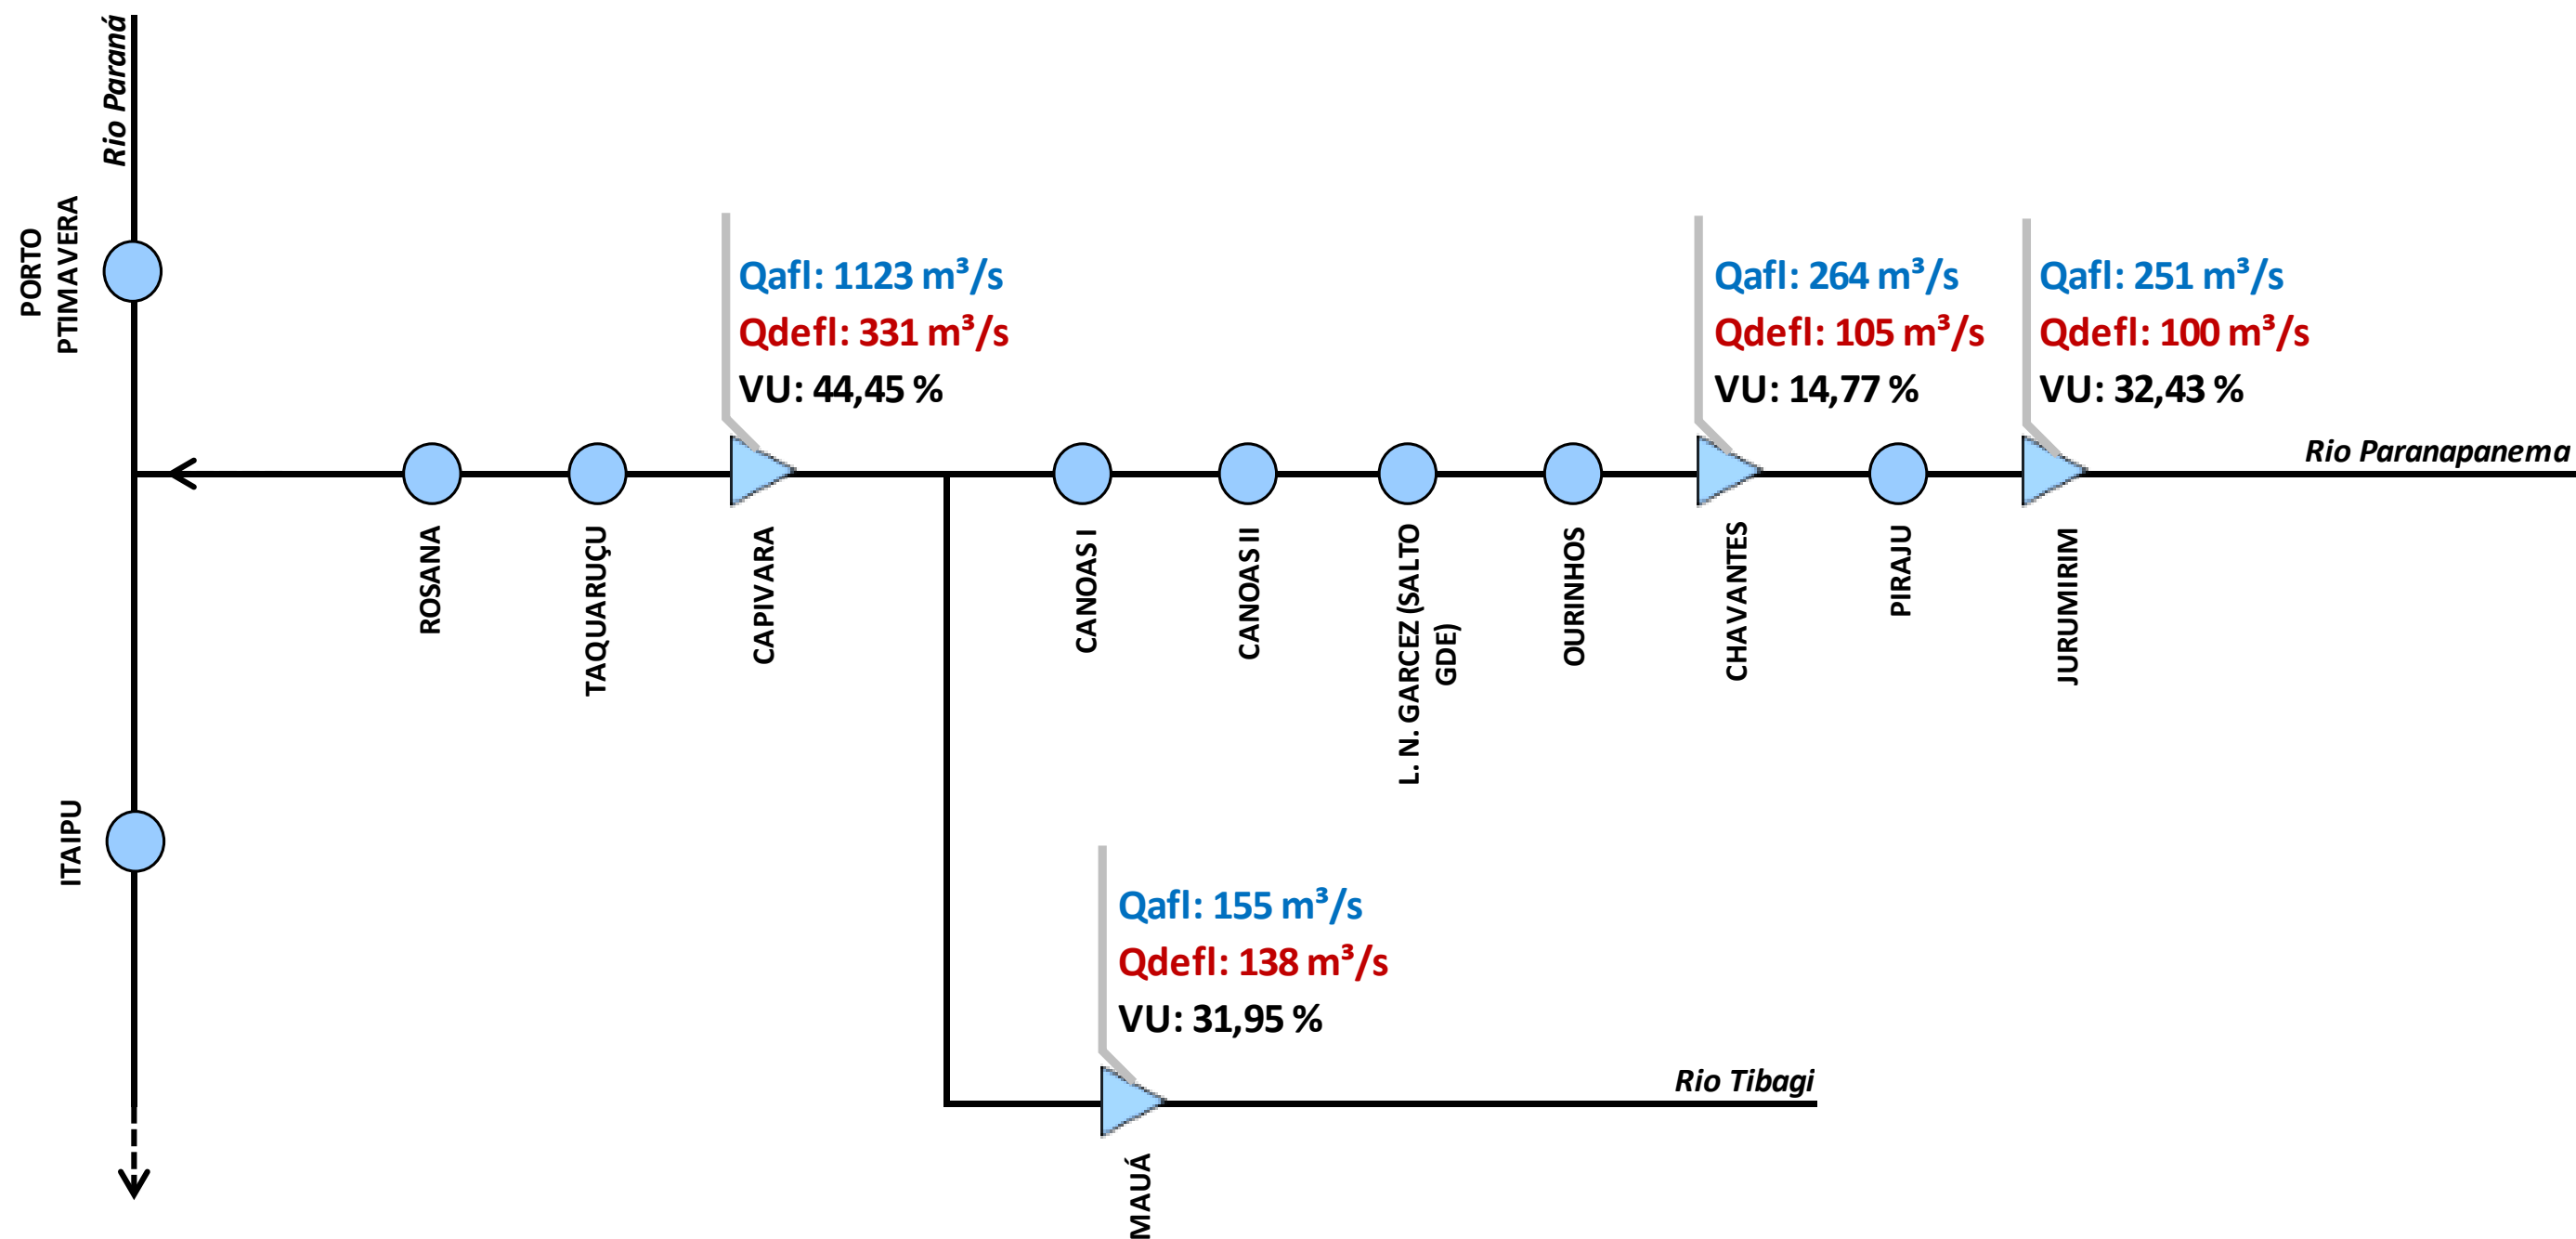 Rio Paraná
PORTO
PTIMAVERA
Qafl: 1123 m³/s
Qdefl: 331 m³/s
VU: 44,45 %
Qafl: 264 m³/s
Qdefl: 105 m³/s
VU: 14,77 %
Qafl: 251 m³/s
Qdefl: 100 m³/s
VU: 32,43 %
Rio Paranapanema
ROSANA
TAQUARUÇU
CAPIVARA
CANOAS I
CANOAS II
L. N. GARCEZ (SALTO
GDE)
OURINHOS
CHAVANTES
PIRAJU
JURUMIRIM
ITAIPU
Qafl: 155 m³/s
Qdefl: 138 m³/s
VU: 31,95 %
Rio Tibagi
MAUÁ